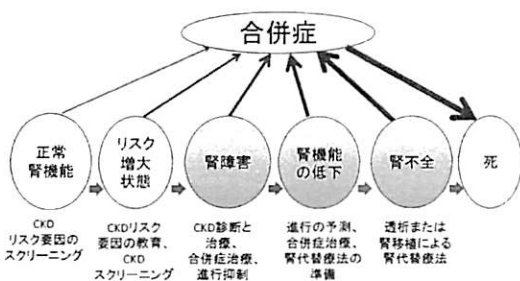 合併症
正常
腎機能
リスク
増大
状態
腎障害
腎機能
の低下
腎不全
死
CKD
リスク要因の
スクリーニング
CKDリスク
要因の教育、
CKD
スクリーニング
CKD診断と
治療、
合併症治療、
進行抑制
進行の予測、
合併症治療、
腎代替療法の
準備
透析または
腎移植による
腎代替療法